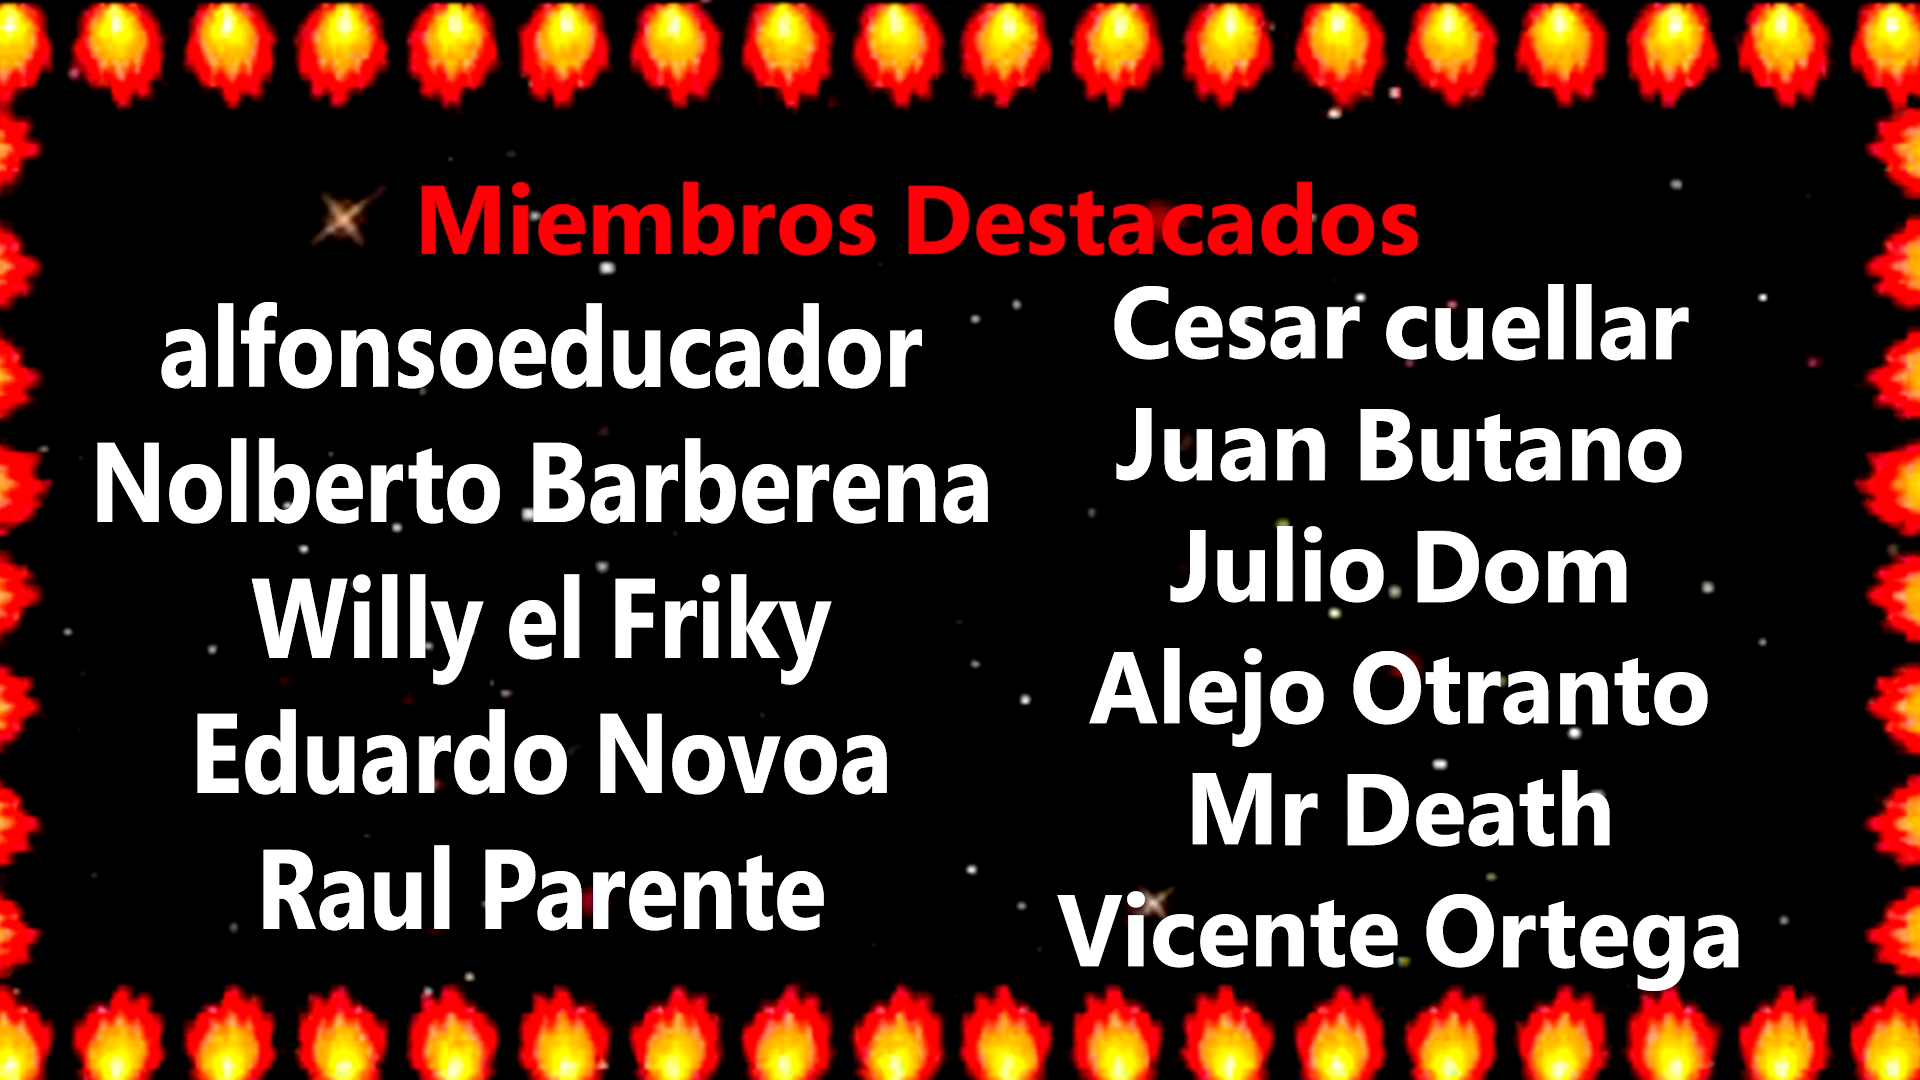 Miembros Destacados
alfonsoeducador
Nolberto Barberena
Willy el Friky
Eduardo Novoa
Raul Parente
Cesar cuellar
Juan Butano
Julio Dom
Alejo Otranto
Mr Death
Vicente Ortega